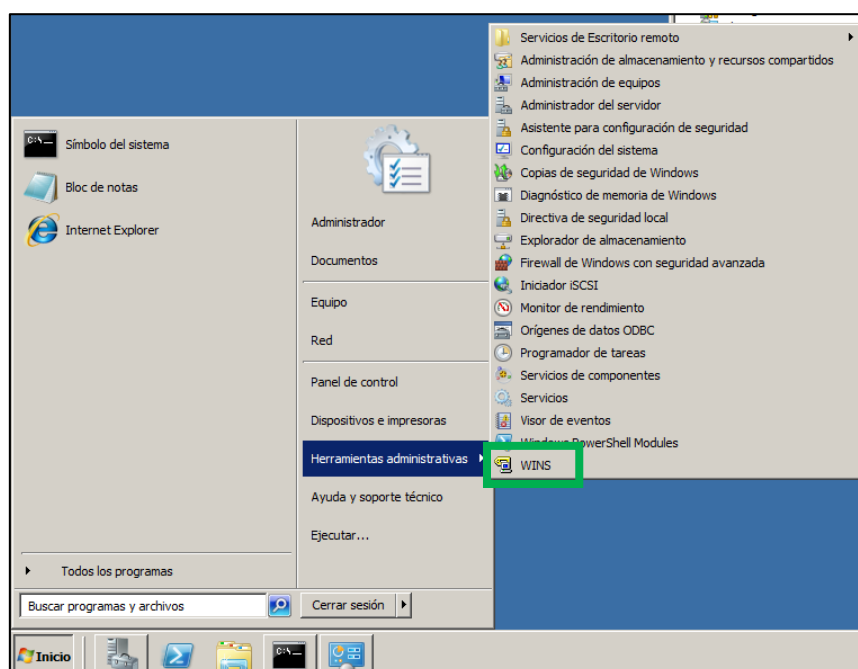 Servicios de Escritorio remoto
Administración de almacenamiento y recursos compartidos
Administración de equipos
Administrador del servidor
Asistente para configuración de seguridad
Configuración del sistema
Copias de seguridad de Windows
Diagnóstico de memoria de Windows
Directiva de seguridad local
Explorador de almacenamiento
Firewall de Windows con seguridad avanzada
Iniciador iSCSI
Monitor de rendimiento
Orígenes de datos ODBC
Programador de tareas
Servicios de componentes
Servicios
Visor de eventos
Windows PowerShell Modules
WINS
Símbolo del sistema
Bloc de notas
Internet Explorer
Administrador
Documentos
Equipo
Red
Panel de control
Dispositivos e impresoras
Herramientas administrativas
Ayuda y soporte técnico
Ejecutar...
Todos los programas
Buscar programas y archivos
Cerrar sesión
Inicio